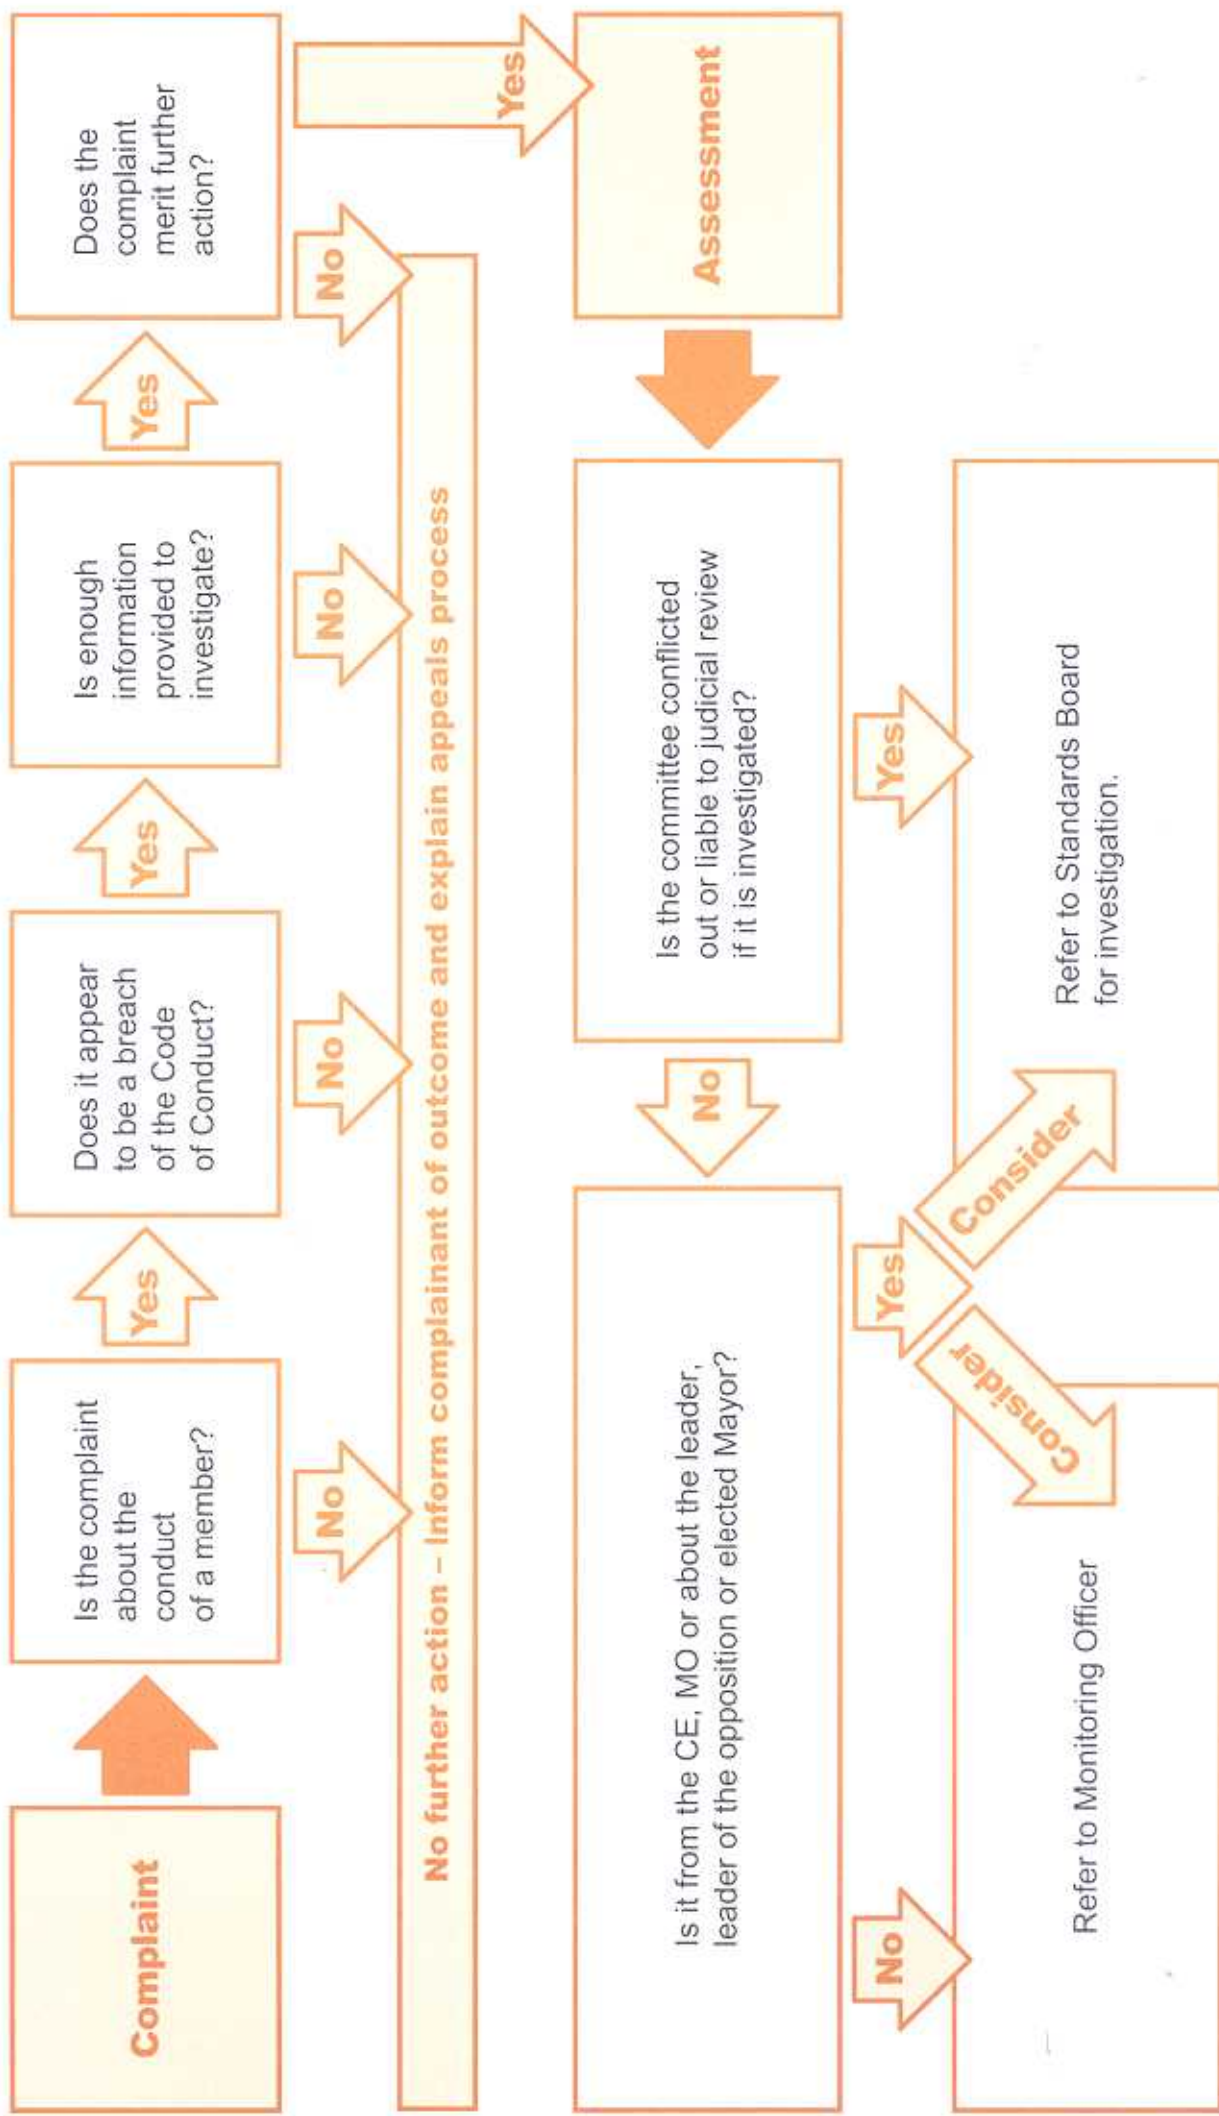 Complaint
Is the complaint
about the
conduct
of a member?
Yes
Does it appear
to be a breach
of the Code
of Conduct?
Yes
Is enough
information
provided to
investigate?
Yes
Does the
complaint
merit further
action?
No
No
No
No
Yes
No further action – Inform complainant of outcome and explain appeals process
Assessment
Is the committee conflicted
out or liable to judicial review
if it is investigated?
No
Is it from the CE, MO or about the leader,
leader of the opposition or elected Mayor?
No
Yes
Yes
Consider
Consider
Refer to Monitoring Officer
Refer to Standards Board
for investigation.